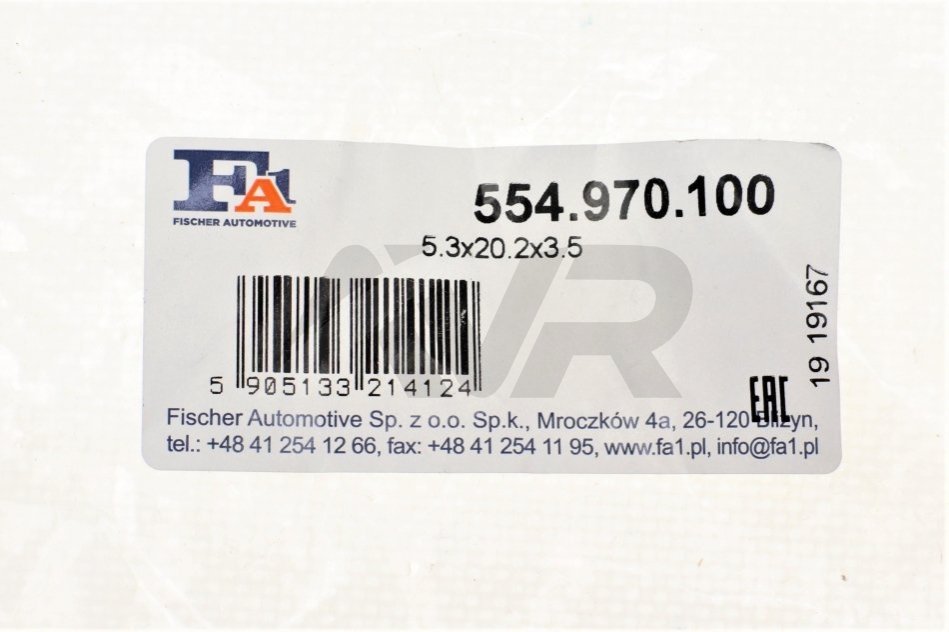 FA1
FISCHER AUTOMOTIVE
554.970.100
5.3x20.2x3.5
5 905133 214124
19 19167
EAC
Fischer Automotive Sp. z o.o. Sp.k., Mroczków 4a, 26-120 Bliżyn,
tel.: +48 41 254 12 66, fax: +48 41 254 11 95, www.fa1.pl, info@fa1.pl